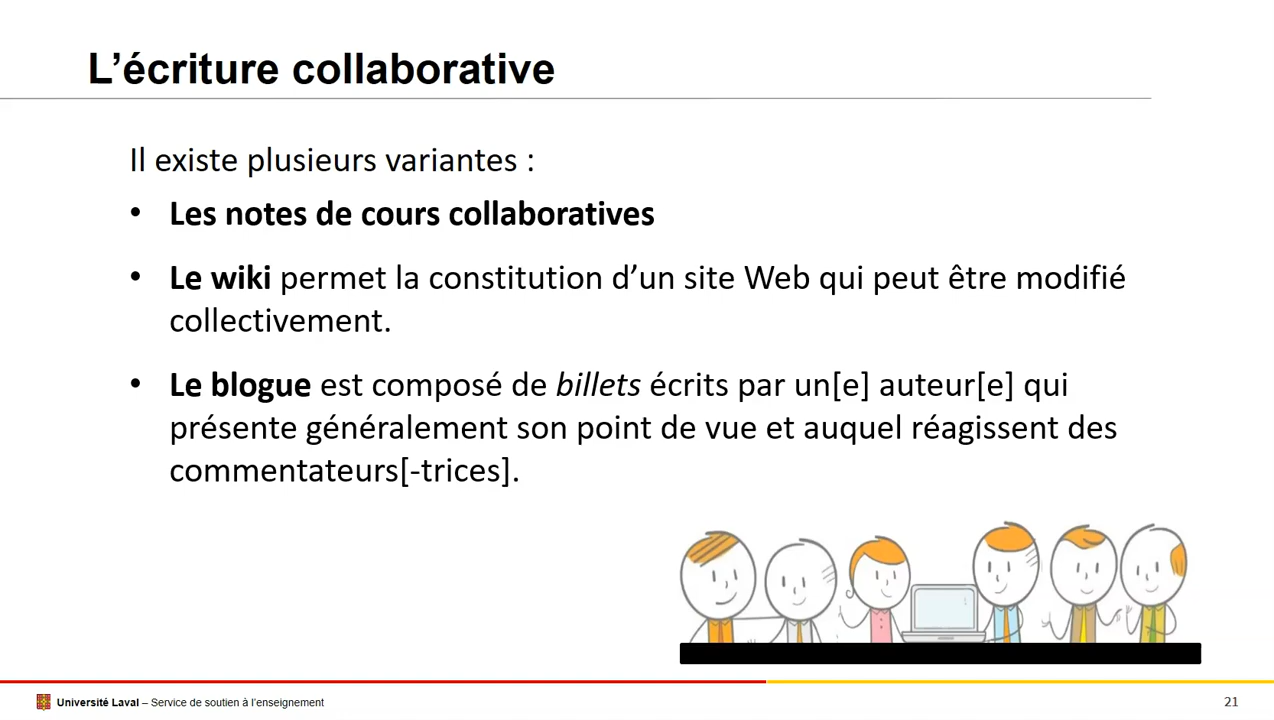 L’écriture collaborative
Il existe plusieurs variantes :
• Les notes de cours collaboratives
• Le wiki permet la constitution d’un site Web qui peut être modifié
collectivement.
• Le blogue est composé de billets écrits par un[e] auteur[e] qui
présente généralement son point de vue et auquel réagissent des
commentateurs[-trices].
Université Laval – Service de soutien à l’enseignement
21